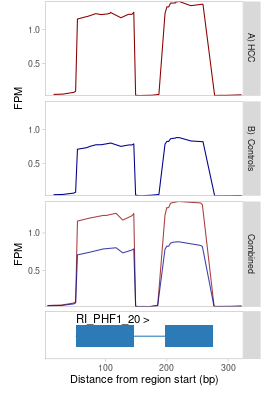 1.0
0.5
FPM
A) HCC
1.0
0.5
B) Controls
1.0
0.5
FPM
Combined
RI_PHF1_20 >
100 200 300
Distance from region start (bp)